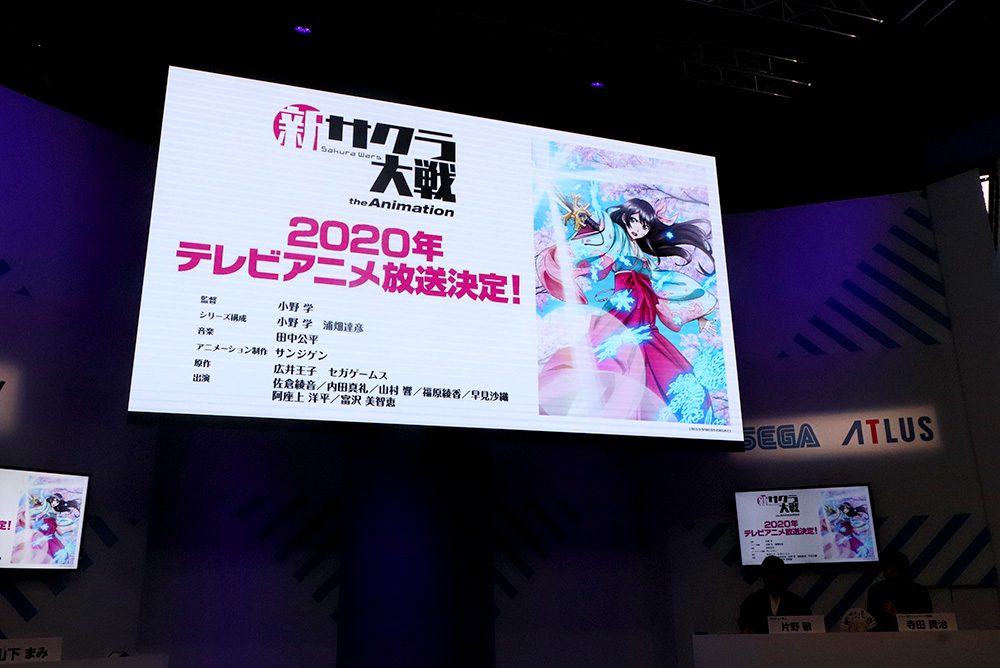 新サクラ
Sakura Wars
大戦
the Animation
2020年
テレビアニメ放送決定！
監督 小野 学
シリーズ構成 小野 学 浦畑達彦
音楽 田中公平
アニメーション制作 サンジゲン
原作 広井王子 セガゲームス
出演 佐倉綾音／内田真礼／山村 響／福原綾香／早見沙織
阿座上 洋平／富沢 美智恵
SEGA ATLUS
定！
新サクラ
大戦
the Animation
2020年
テレビアニメ放送決定！
山下 まみ
片野 徹
寺田 貴治